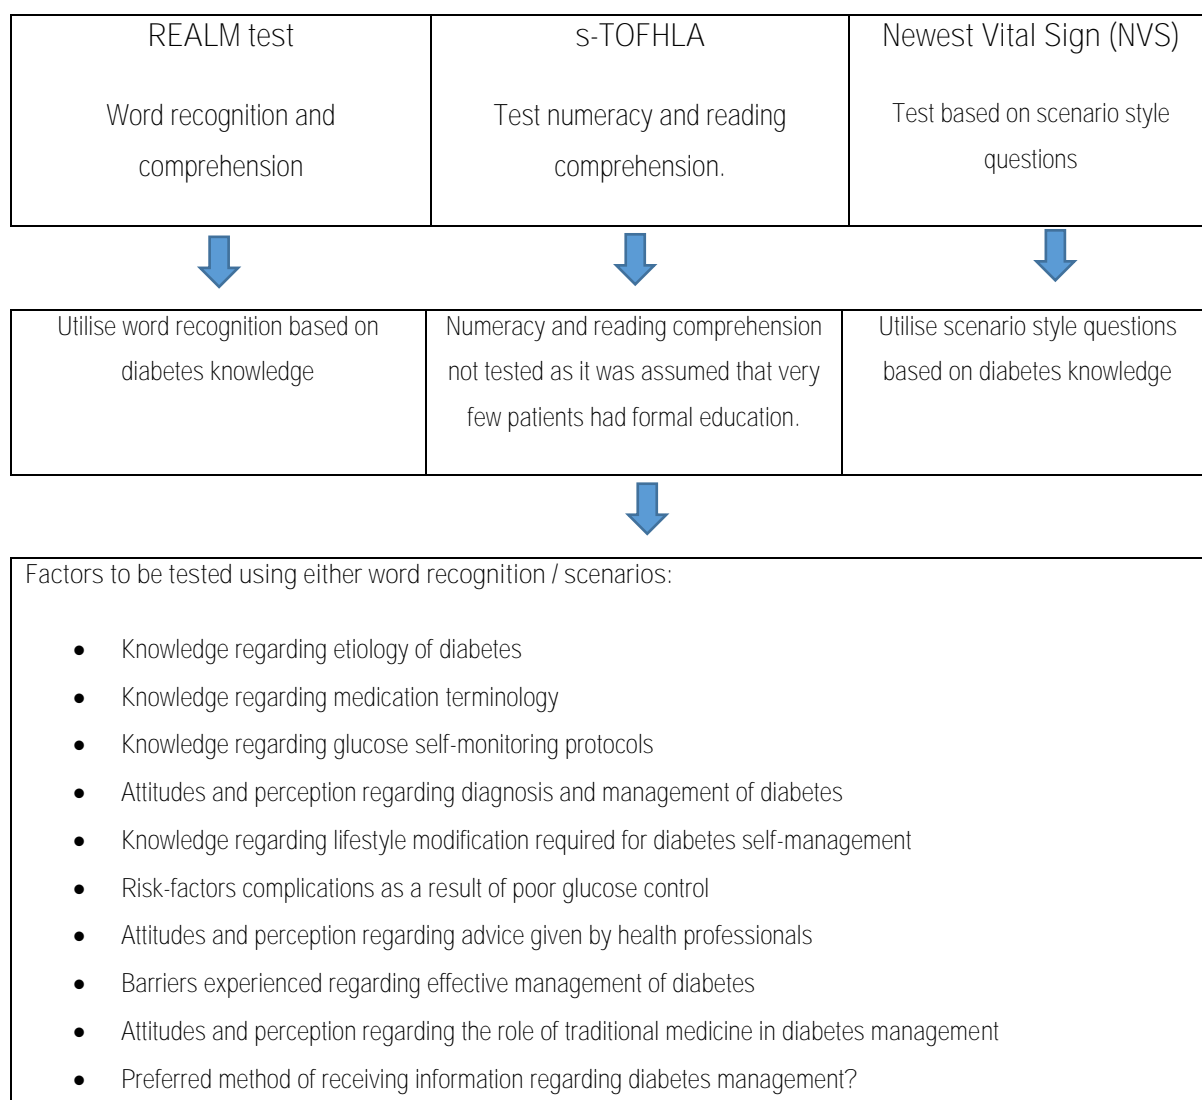 REALM test
Word recognition and
comprehension
s-TOFHLA
Test numeracy and reading
comprehension.
Newest Vital Sign (NVS)
Test based on scenario style
questions
Utilise word recognition based on
diabetes knowledge
Numeracy and reading comprehension
not tested as it was assumed that very
few patients had formal education.
Utilise scenario style questions
based on diabetes knowledge
Factors to be tested using either word recognition / scenarios:
• Knowledge regarding etiology of diabetes
• Knowledge regarding medication terminology
• Knowledge regarding glucose self-monitoring protocols
• Attitudes and perception regarding diagnosis and management of diabetes
• Knowledge regarding lifestyle modification required for diabetes self-management
• Risk-factors complications as a result of poor glucose control
• Attitudes and perception regarding advice given by health professionals
• Barriers experienced regarding effective management of diabetes
• Attitudes and perception regarding the role of traditional medicine in diabetes management
• Preferred method of receiving information regarding diabetes management?